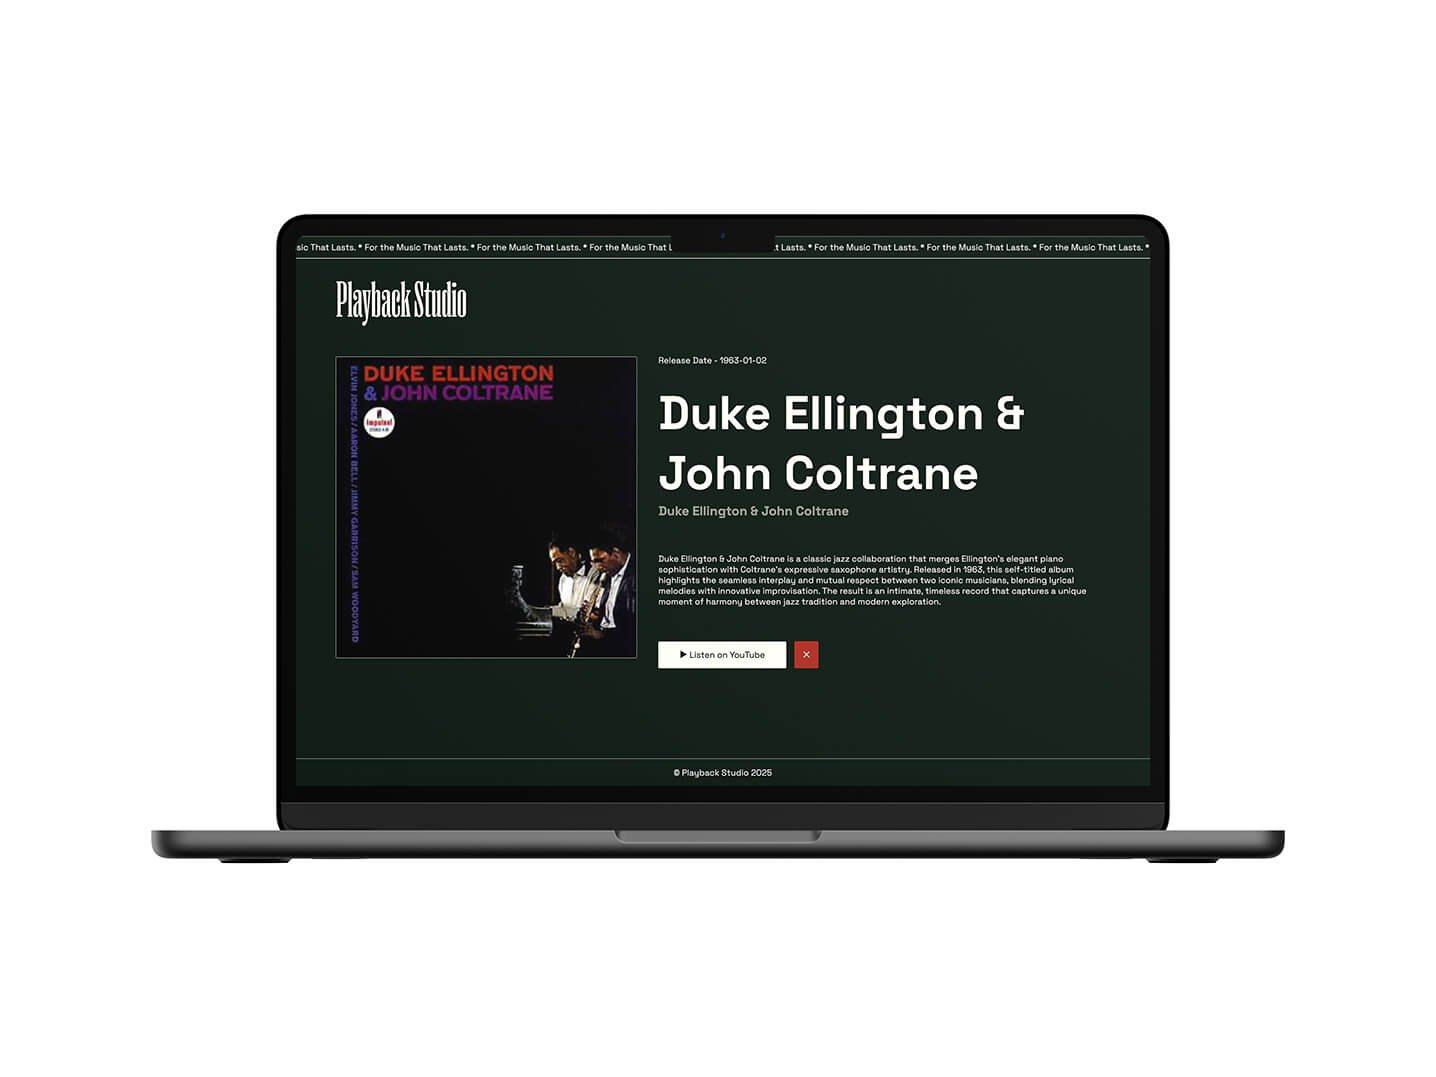 sic That Lasts. * For the Music That Lasts. * For the Music That Lasts. * For the Music That L t Lasts. * For the Music That Lasts. * For the Music That Lasts. * For the Music That Lasts. *
Playback Studio
DUKE ELLINGTON
& JOHN COLTRANE
impulse!
ELVIN JONES / AARON BELL / JIMMY GARRISON / SAM WOODYARD
Release Date - 1963-01-02
Duke Ellington &
John Coltrane
Duke Ellington & John Coltrane
Duke Ellington & John Coltrane is a classic jazz collaboration that merges Ellington's elegant piano
sophistication with Coltrane's expressive saxophone artistry. Released in 1963, this self-titled album
highlights the seamless interplay and mutual respect between two iconic musicians, blending lyrical
melodies with innovative improvisation. The result is an intimate, timeless record that captures a unique
moment of harmony between jazz tradition and modern exploration.
▶ Listen on YouTube ×
© Playback Studio 2025